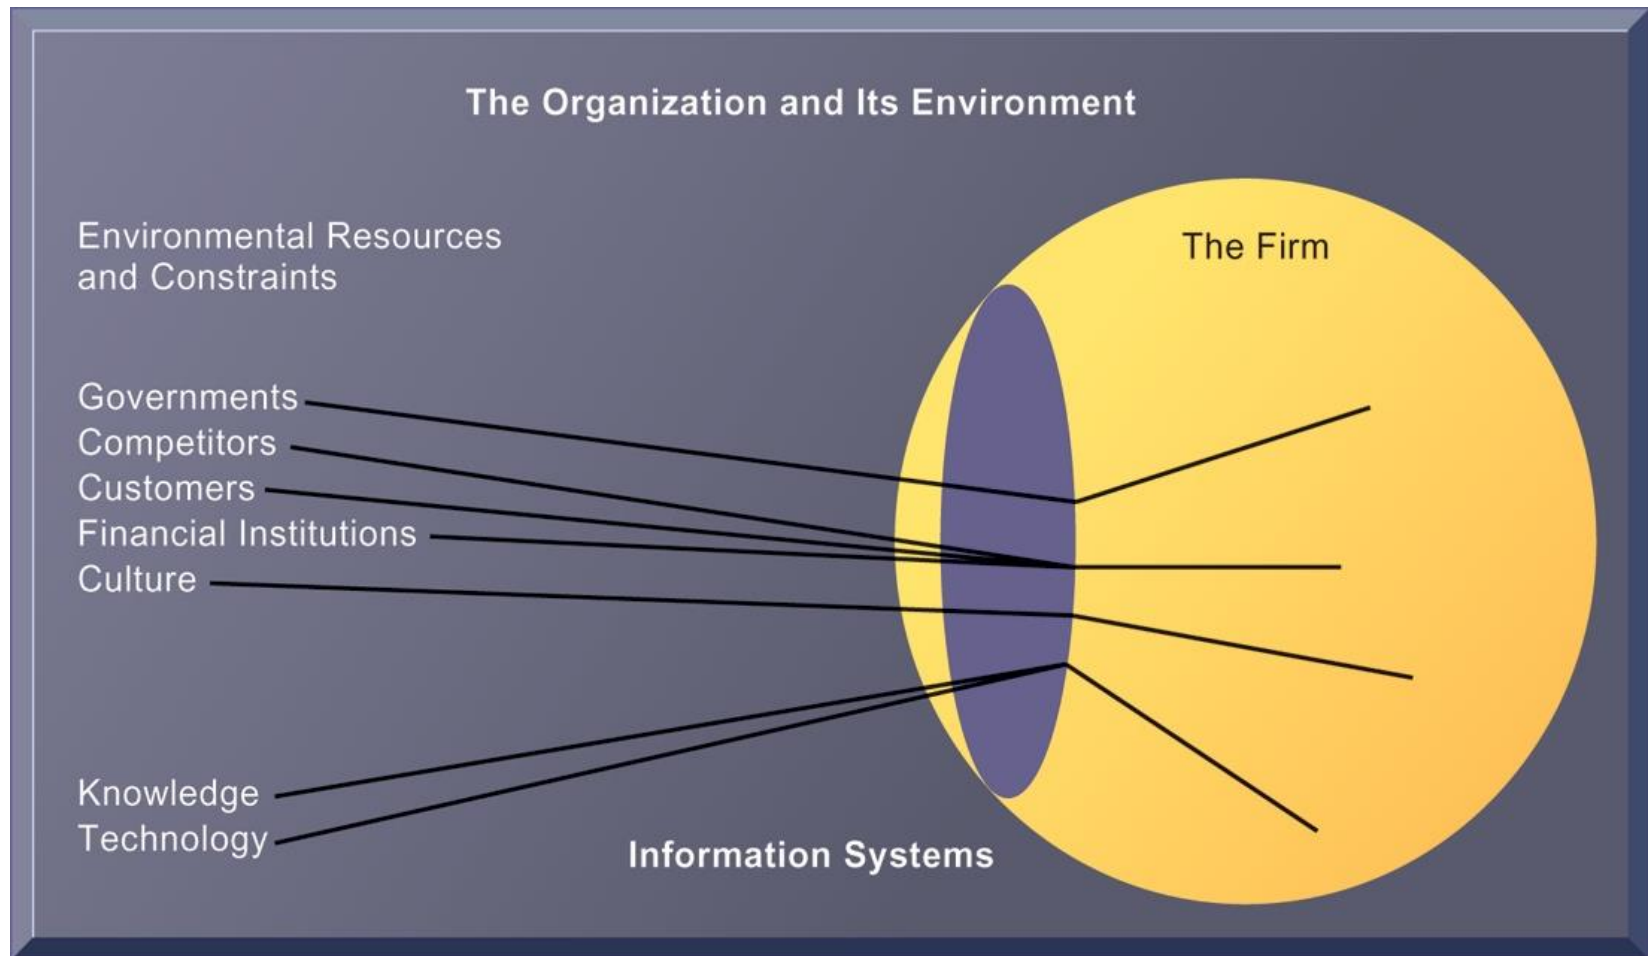 The Organization and Its Environment
Environmental Resources
and Constraints
The Firm
Governments
Competitors
Customers
Financial Institutions
Culture
Knowledge
Technology
Information Systems